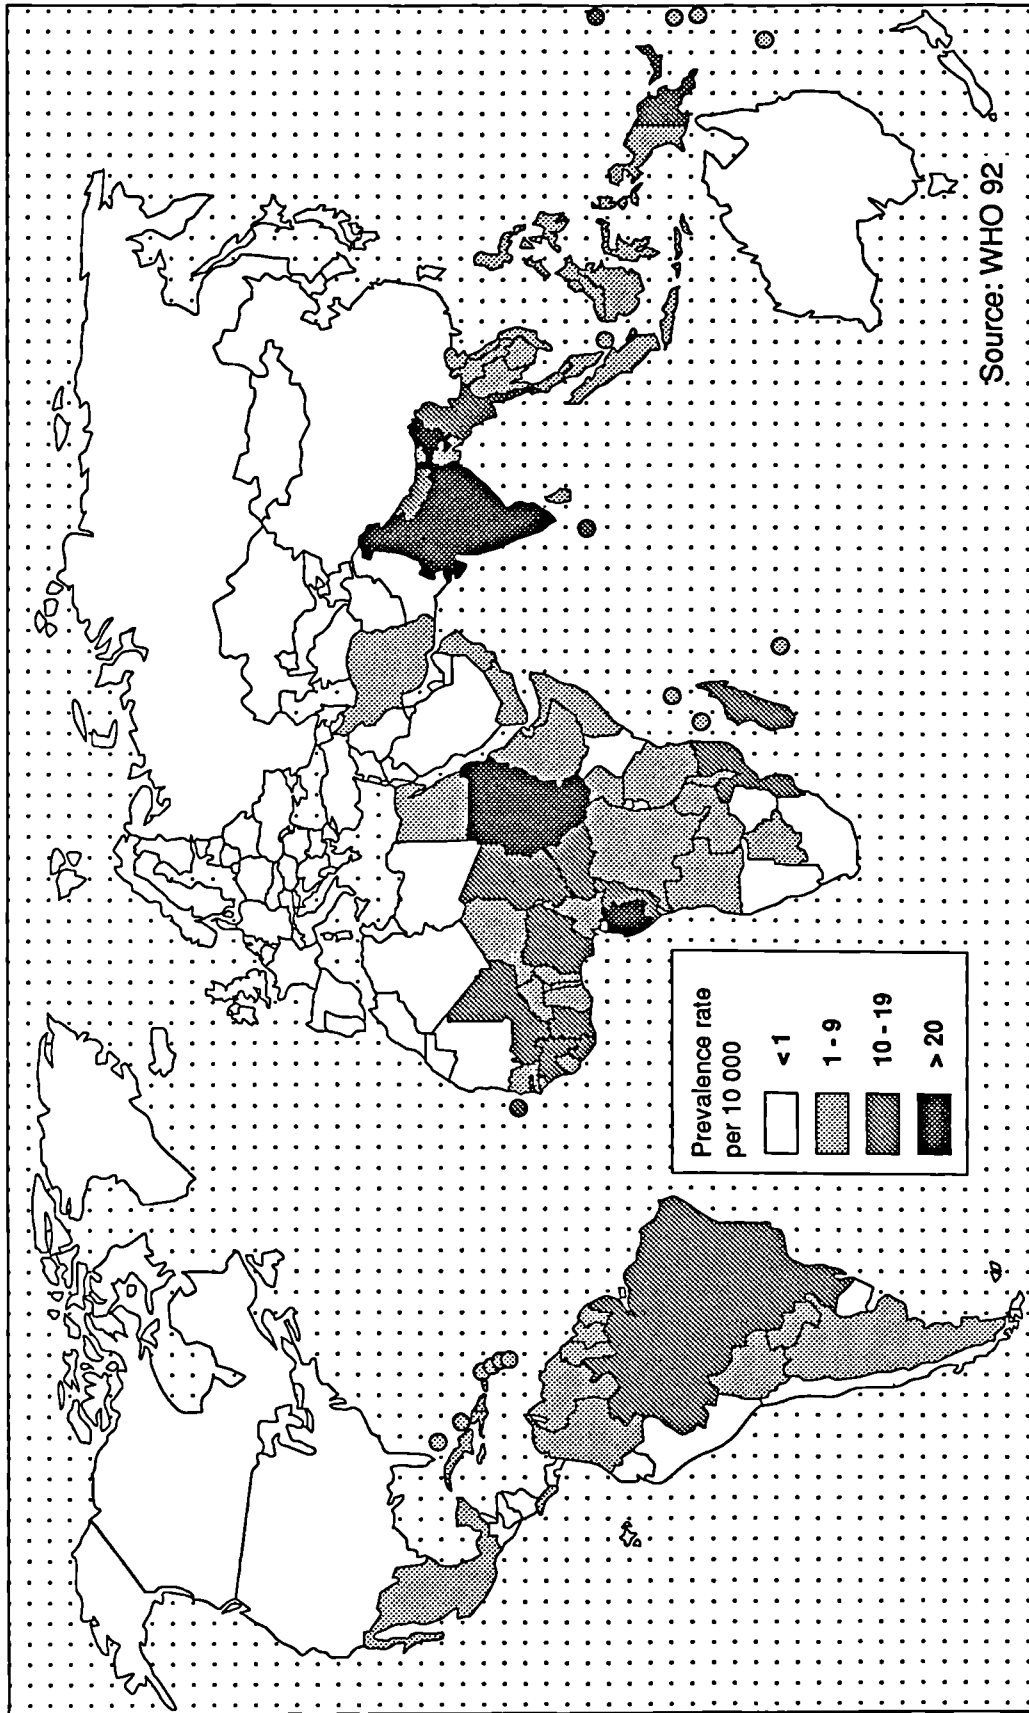 Prevalence rate
per 10 000
< 1
1 - 9
10 - 19
> 20
Source: WHO 92